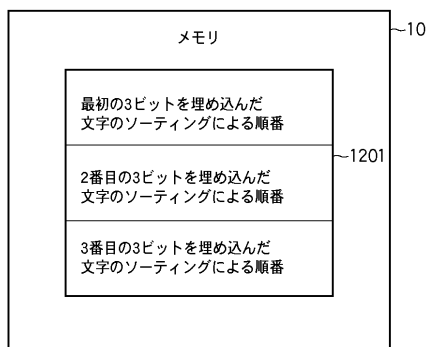 メモリ
10
最初の3ビットを埋め込んだ
文字のソーティングによる順番
1201
2番目の3ビットを埋め込んだ
文字のソーティングによる順番
3番目の3ビットを埋め込んだ
文字のソーティングによる順番